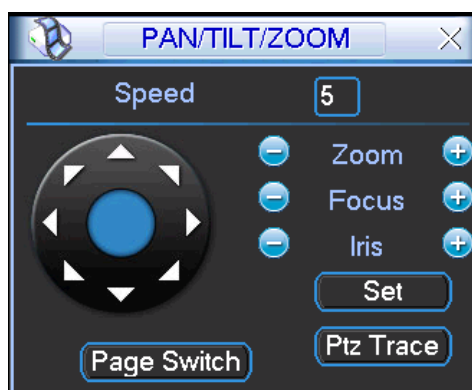 PAN/TILT/ZOOM
Speed 5
Zoom
Focus
Iris
Set
Ptz Trace
Page Switch